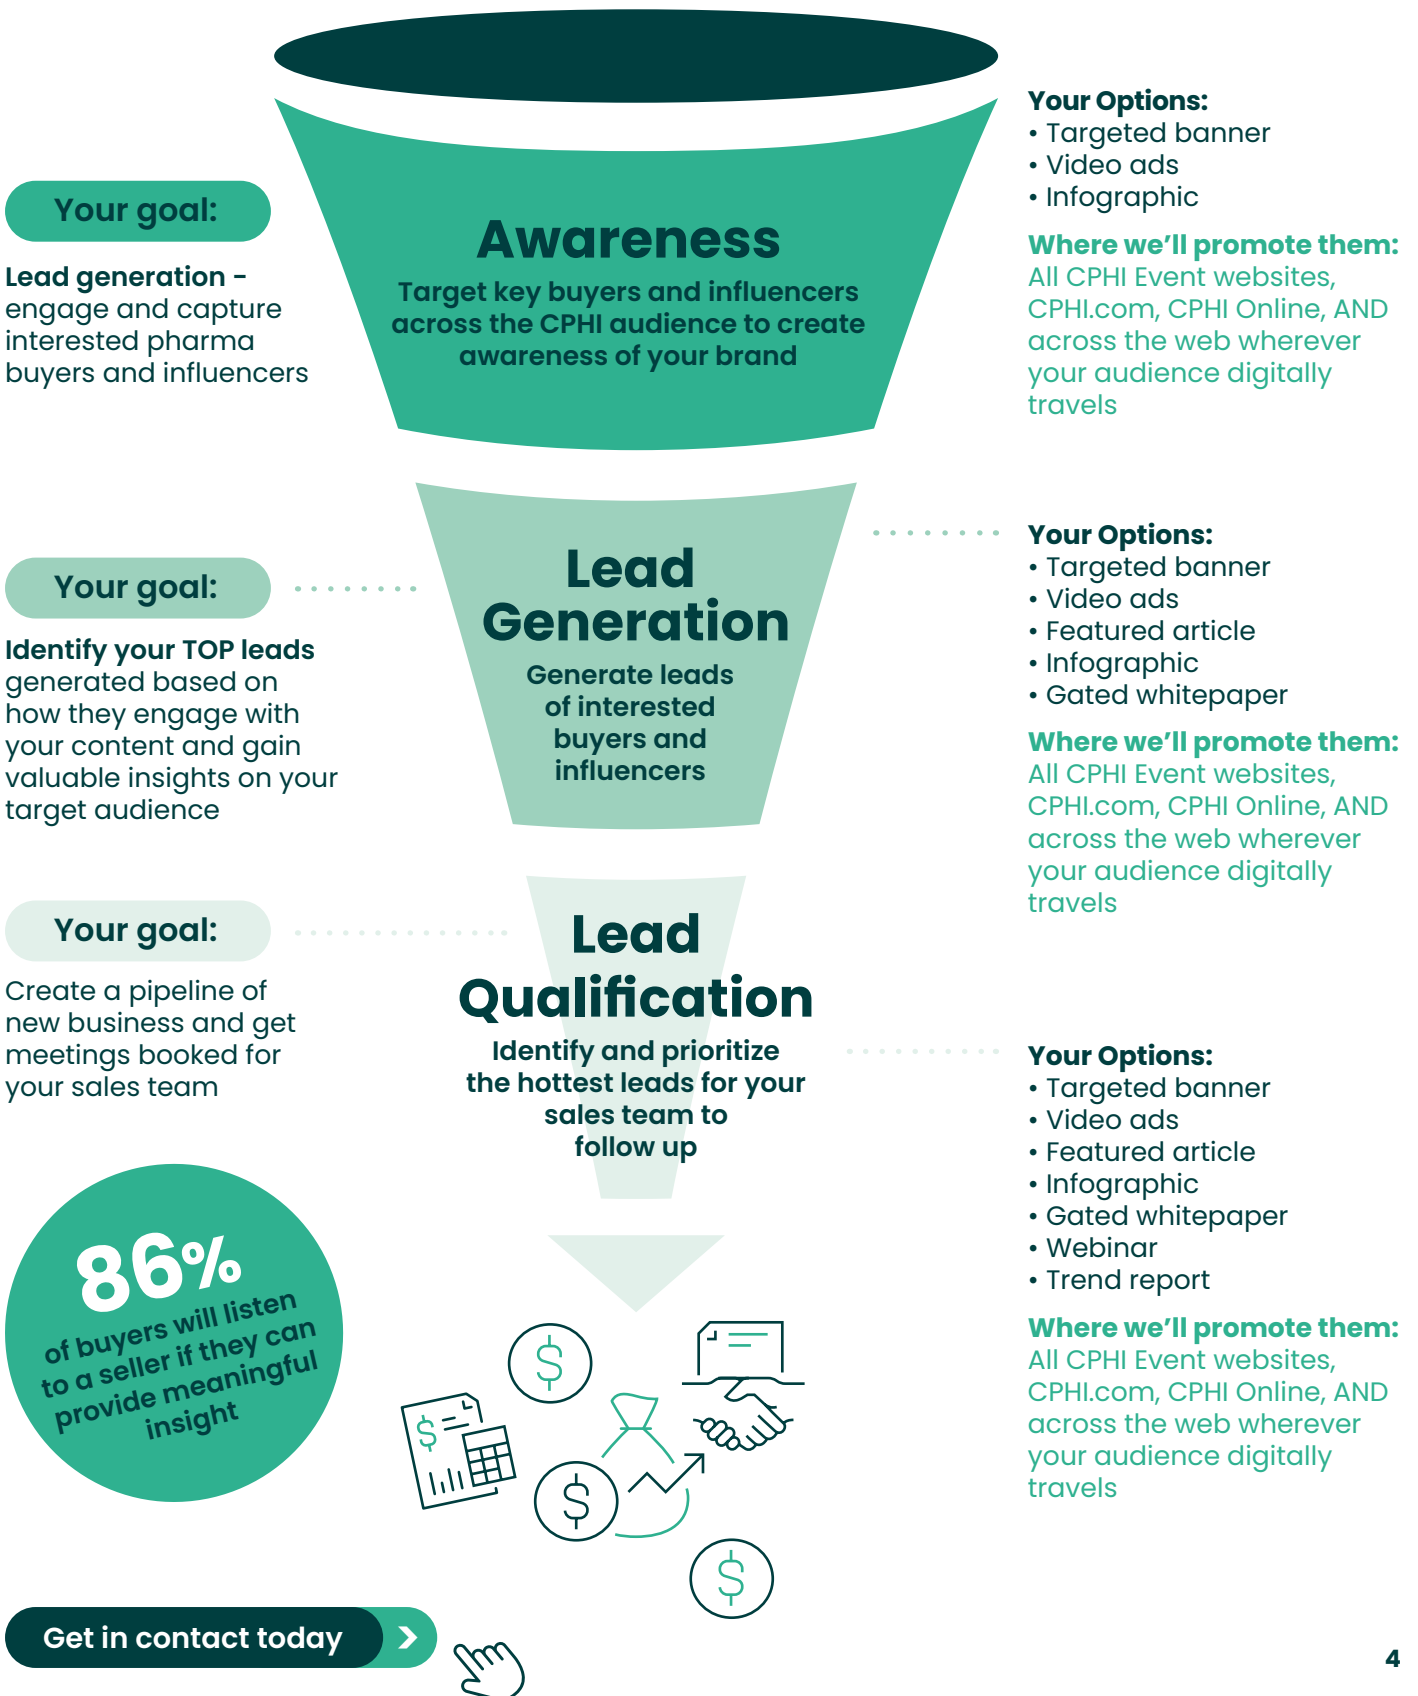 Your goal:
Lead generation -
engage and capture
interested pharma
buyers and influencers
Awareness
Target key buyers and influencers
across the CPHI audience to create
awareness of your brand
Your Options:
• Targeted banner
• Video ads
• Infographic
Where we’ll promote them:
All CPHI Event websites,
CPHI.com, CPHI Online, AND
across the web wherever
your audience digitally
travels
Your goal:
Identify your TOP leads
generated based on
how they engage with
your content and gain
valuable insights on your
target audience
Lead
Generation
Generate leads
of interested
buyers and
influencers
Your Options:
• Targeted banner
• Video ads
• Featured article
• Infographic
• Gated whitepaper
Where we’ll promote them:
All CPHI Event websites,
CPHI.com, CPHI Online, AND
across the web wherever
your audience digitally
travels
Your goal:
Create a pipeline of
new business and get
meetings booked for
your sales team
Lead
Qualification
Identify and prioritize
the hottest leads for your
sales team to
follow up
Your Options:
• Targeted banner
• Video ads
• Featured article
• Infographic
• Gated whitepaper
• Webinar
• Trend report
Where we’ll promote them:
All CPHI Event websites,
CPHI.com, CPHI Online, AND
across the web wherever
your audience digitally
travels
86%
of buyers will listen
to a seller if they can
provide meaningful
insight
$
$
$
$
Get in contact today
4